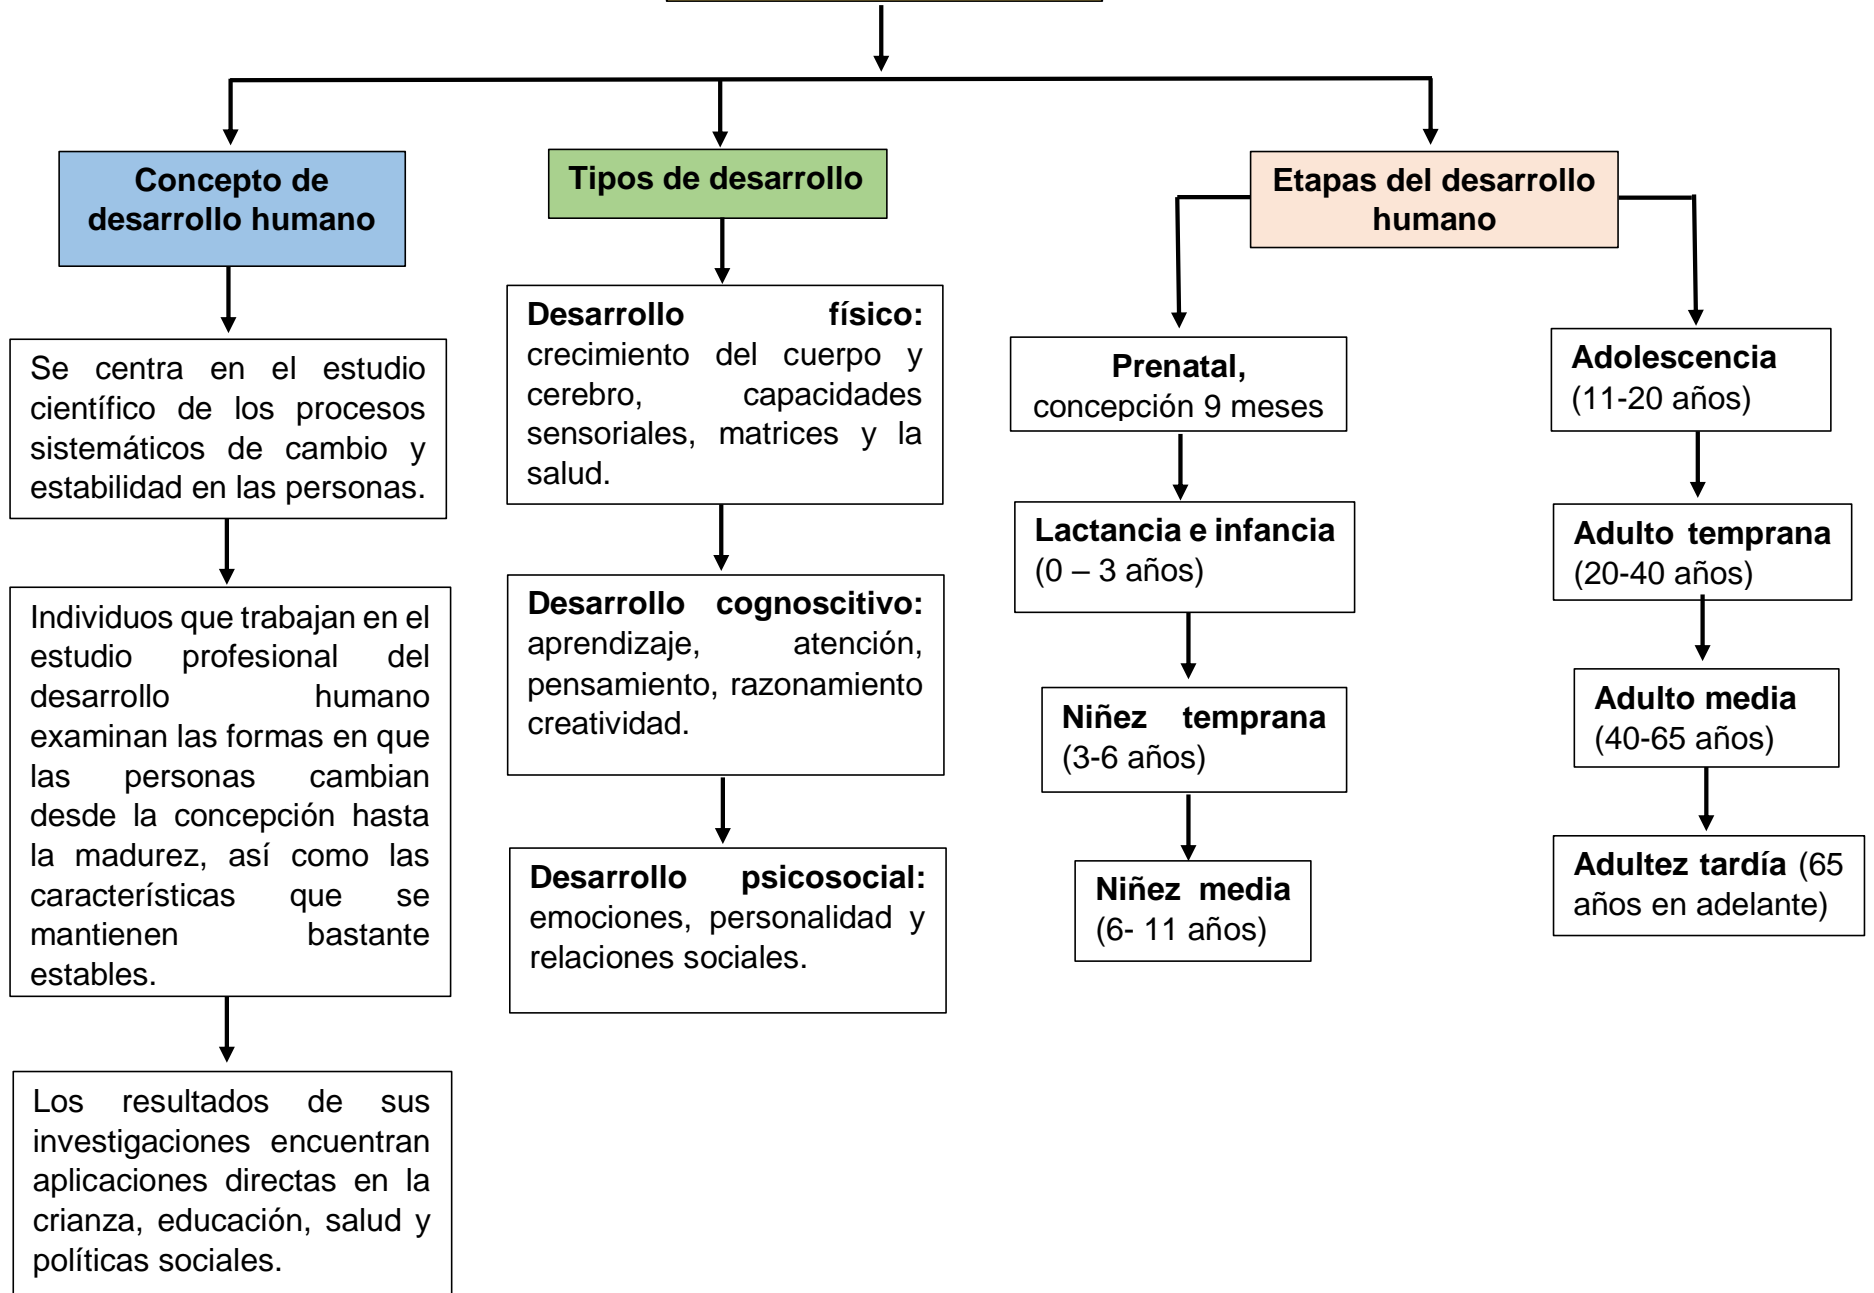 Concepto de
desarrollo humano
Se centra en el estudio
científico de los procesos
sistemáticos de cambio y
estabilidad en las personas.
Individuos que trabajan en el
estudio profesional del
desarrollo humano
examinan las formas en que
las personas cambian
desde la concepción hasta
la madurez, así como las
características que se
mantienen bastante
estables.
Los resultados de sus
investigaciones encuentran
aplicaciones directas en la
crianza, educación, salud y
políticas sociales.
Tipos de desarrollo
Desarrollo físico:
crecimiento del cuerpo y
cerebro, capacidades
sensoriales, matrices y la
salud.
Desarrollo cognoscitivo:
aprendizaje, atención,
pensamiento, razonamiento
creatividad.
Desarrollo psicosocial:
emociones, personalidad y
relaciones sociales.
Etapas del desarrollo
humano
Prenatal,
concepción 9 meses
Lactancia e infancia
(0 – 3 años)
Niñez temprana
(3-6 años)
Niñez media
(6- 11 años)
Adolescencia
(11-20 años)
Adulto temprana
(20-40 años)
Adulto media
(40-65 años)
Adultez tardía (65
años en adelante)